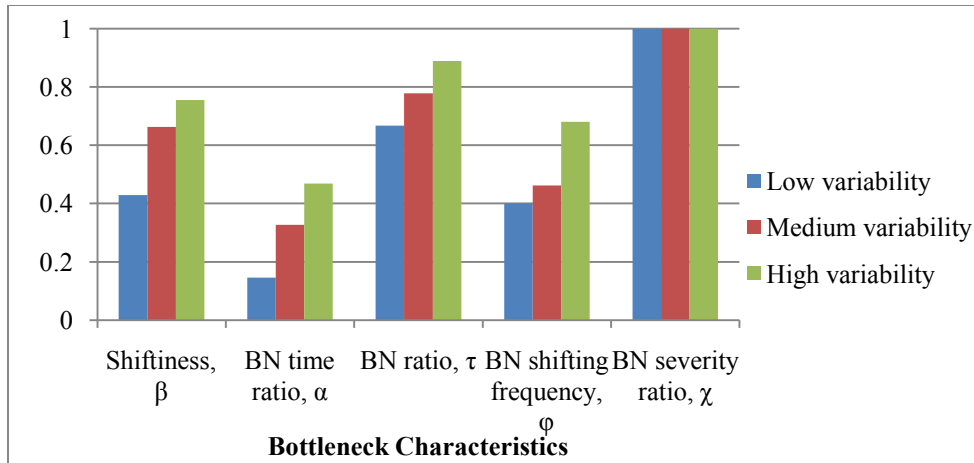 1
0.8
0.6
0.4
0.2
0
Low variability
Medium variability
High variability
Shiftiness,
β
BN time
ratio, α
BN ratio, τ
BN shifting
frequency,
φ
BN severity
ratio, χ
Bottleneck Characteristics